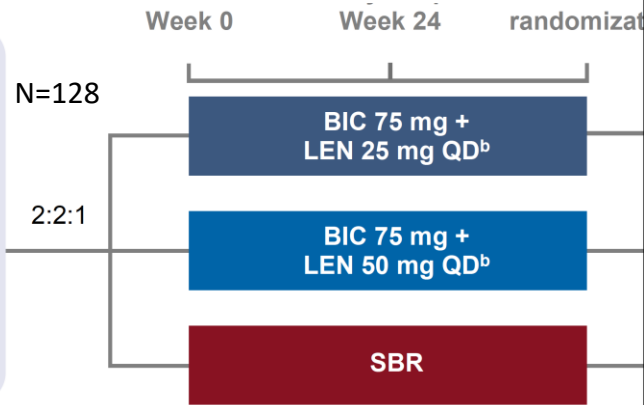 Week 0 Week 24 randomizat
N=128
BIC 75 mg +
LEN 25 mg QDᵇ
2:2:1
BIC 75 mg +
LEN 50 mg QDᵇ
SBR